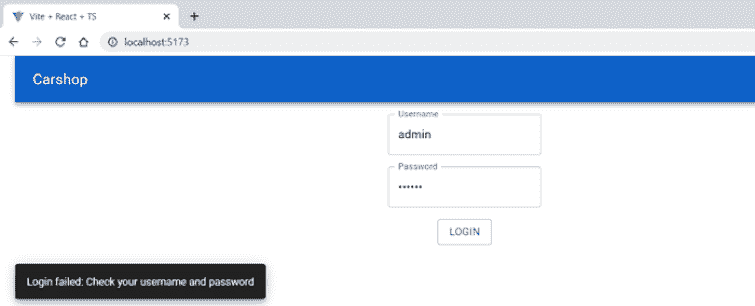 Vite + React + TS
localhost:5173
Carshop
Username
admin
Password
••••••
LOGIN
Login failed: Check your username and password